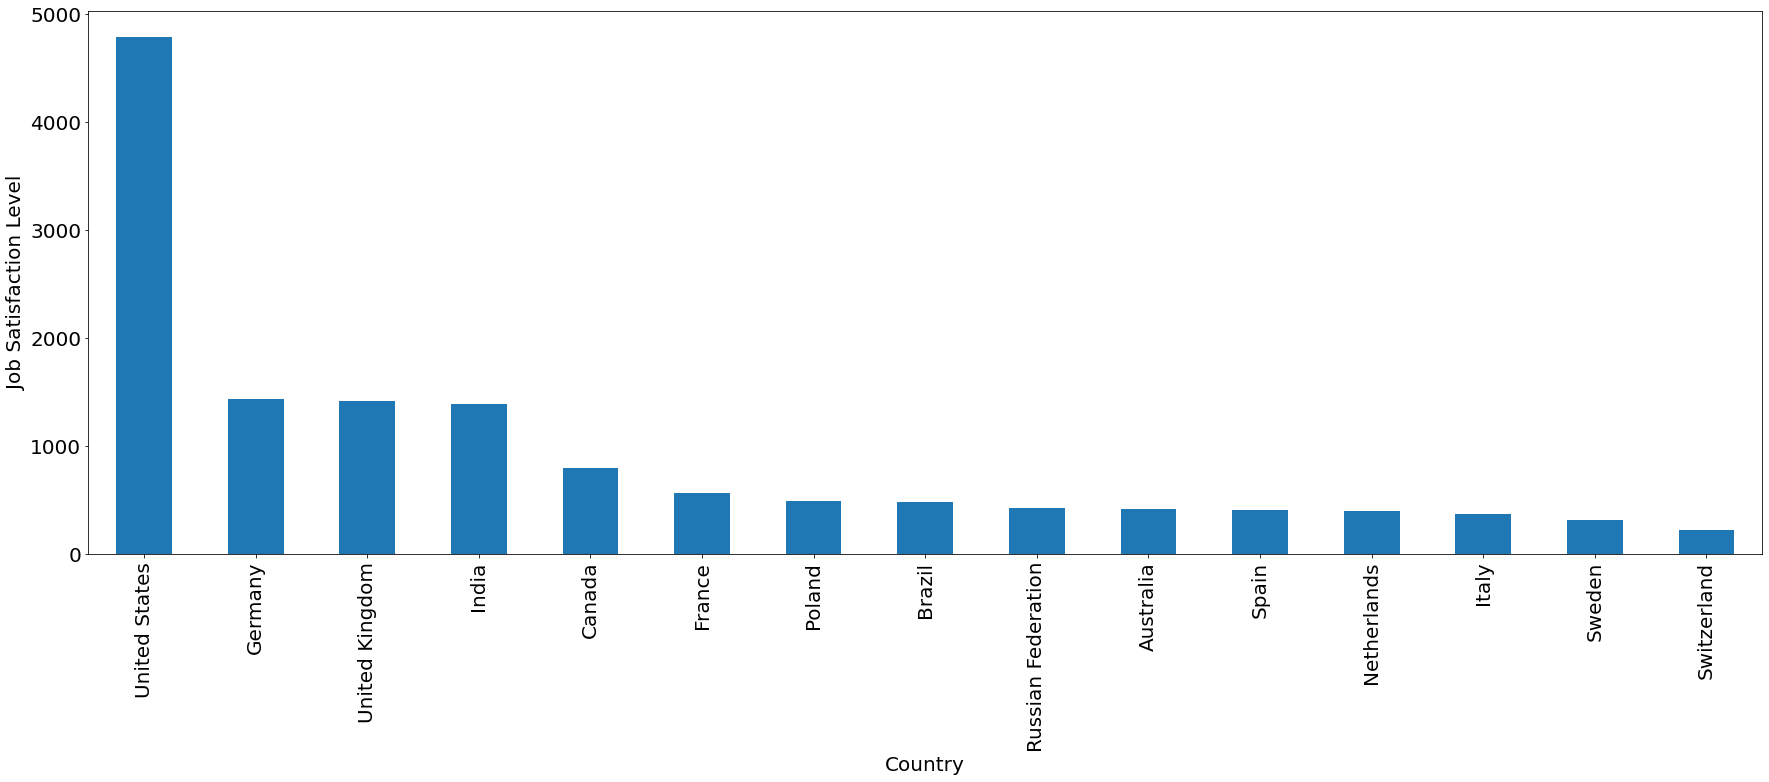 Job Satisfaction Level
5000
4000
3000
2000
1000
0
United States
Germany
United Kingdom
India
Canada
France
Poland
Brazil
Russian Federation
Australia
Spain
Netherlands
Italy
Sweden
Switzerland
Country